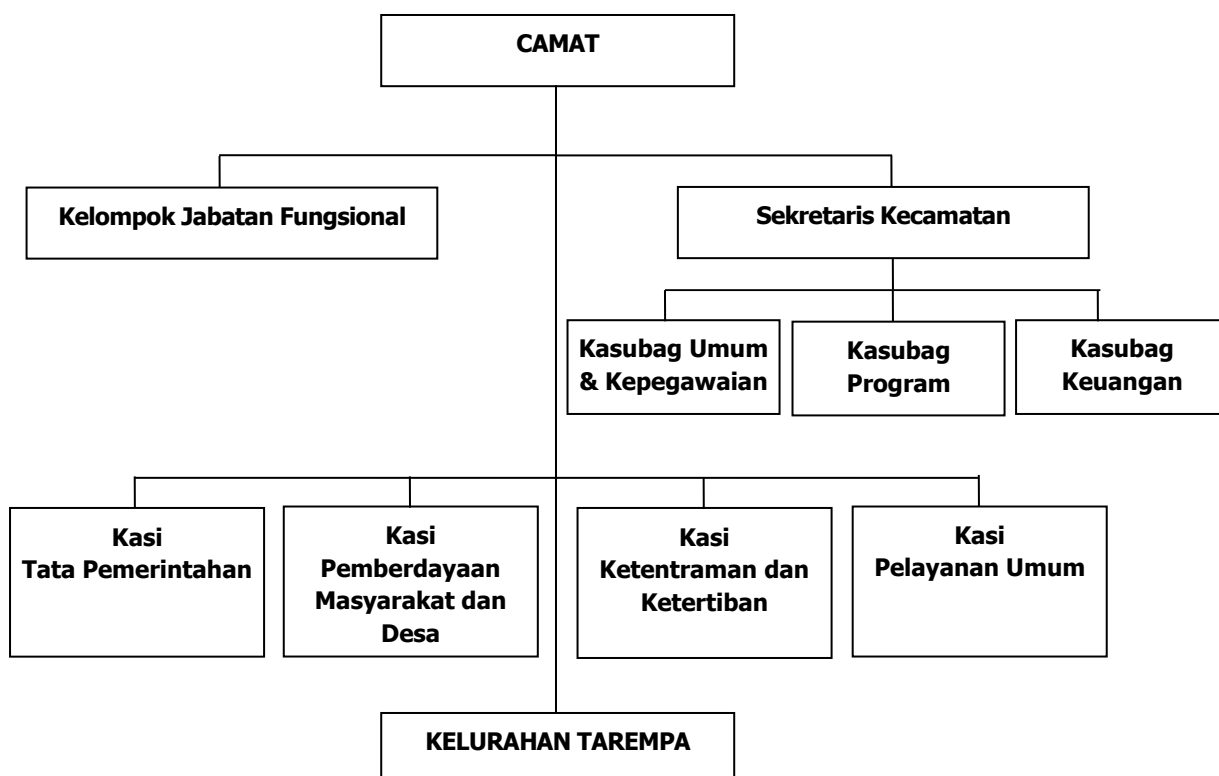 CAMAT
Kelompok Jabatan Fungsional
Sekretaris Kecamatan
Kasubag Umum
& Kepegawaian
Kasubag
Program
Kasubag
Keuangan
Kasi
Tata Pemerintahan
Kasi
Pemberdayaan
Masyarakat dan
Desa
Kasi
Ketentraman dan
Ketertiban
Kasi
Pelayanan Umum
KELURAHAN TAREMPA